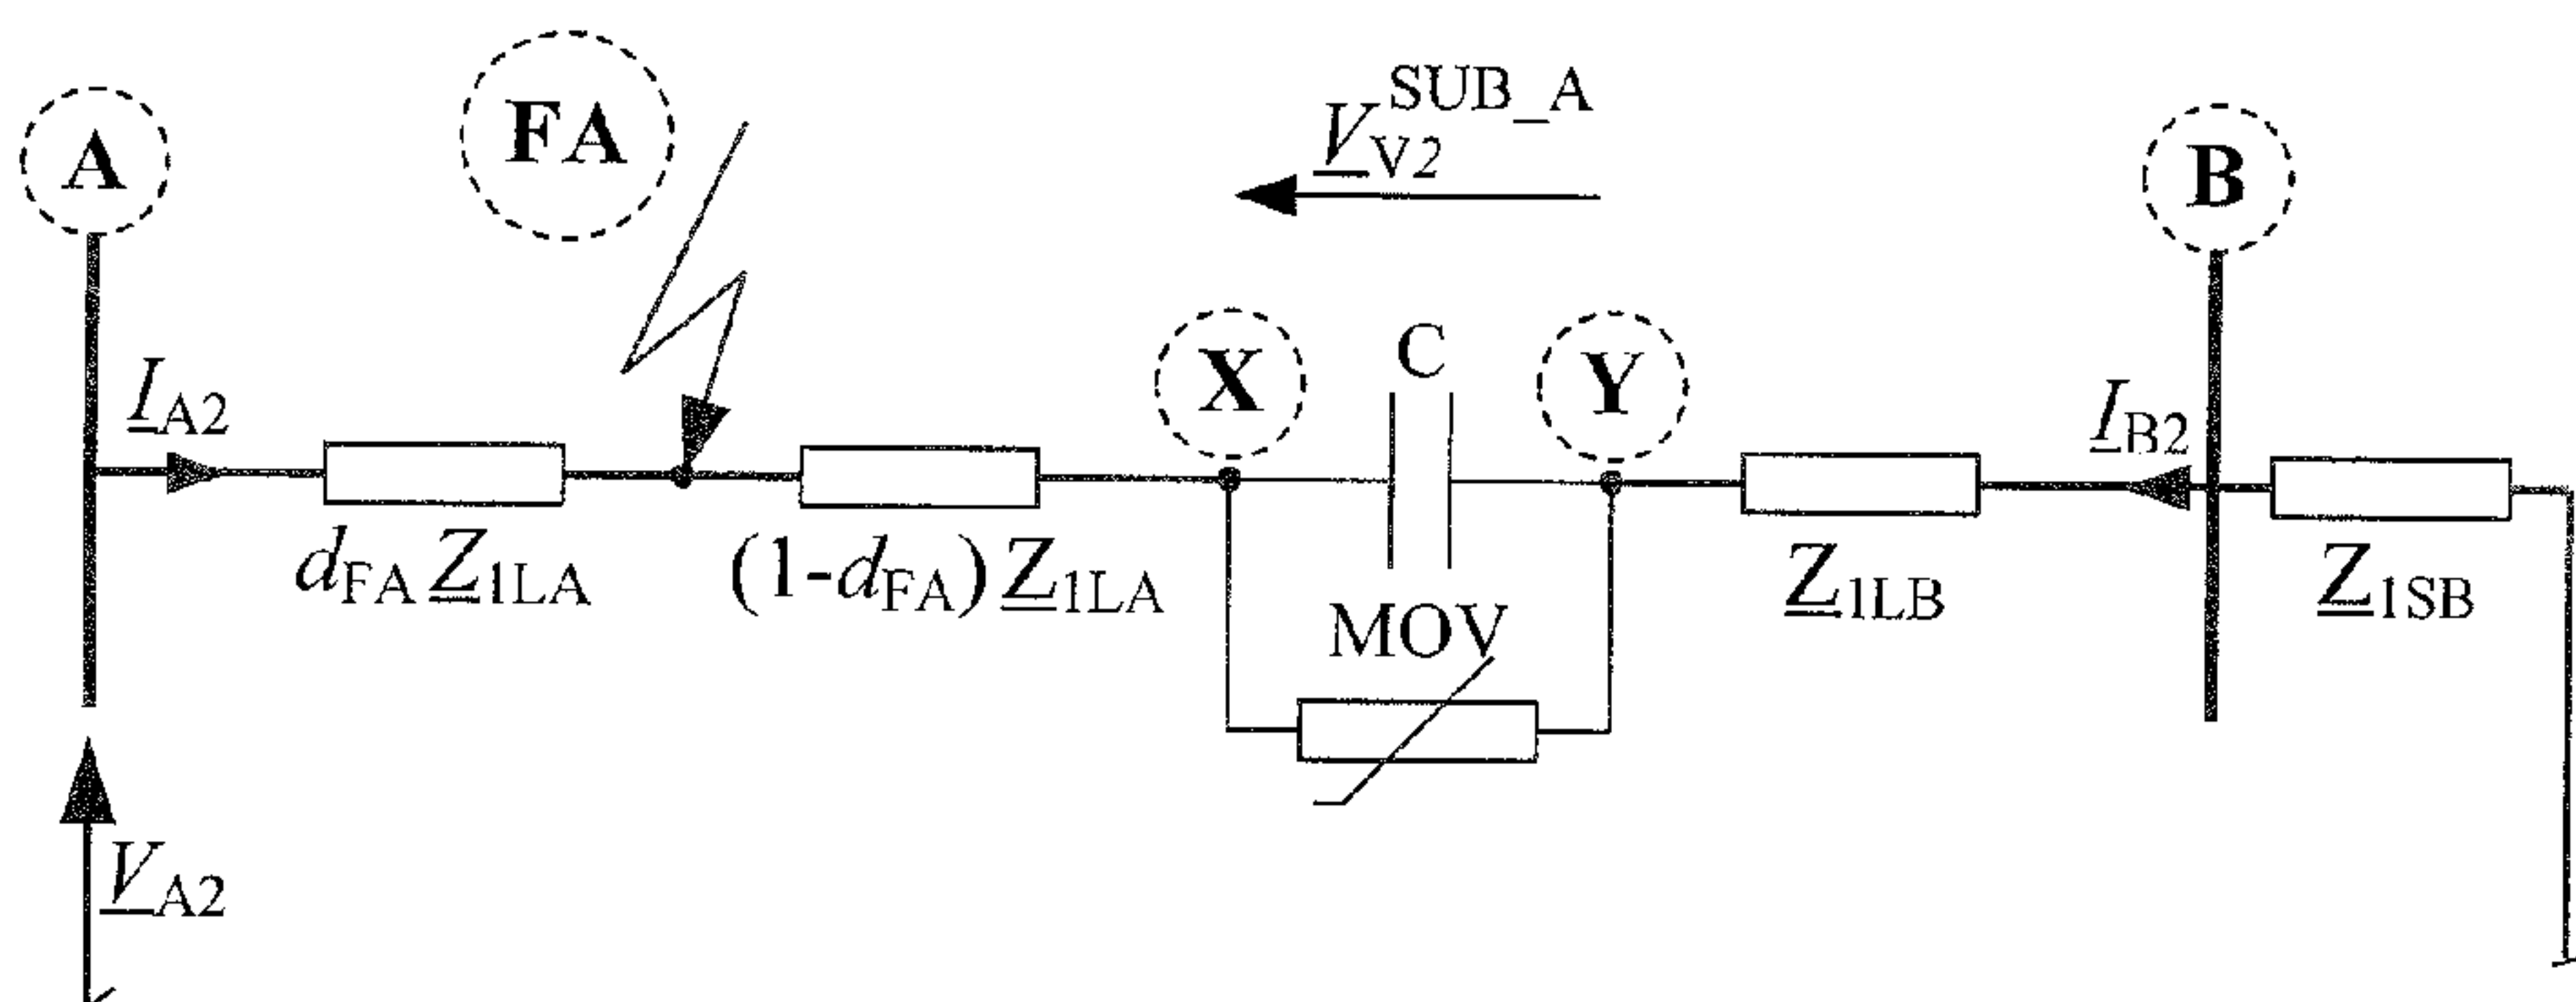 A
FA
V_V2^SUB_A
B
X
C
Y
I_A2
I_B2
d_FA Z_1LA
(1-d_FA) Z_1LA
MOV
Z_1LB
Z_1SB
V_A2